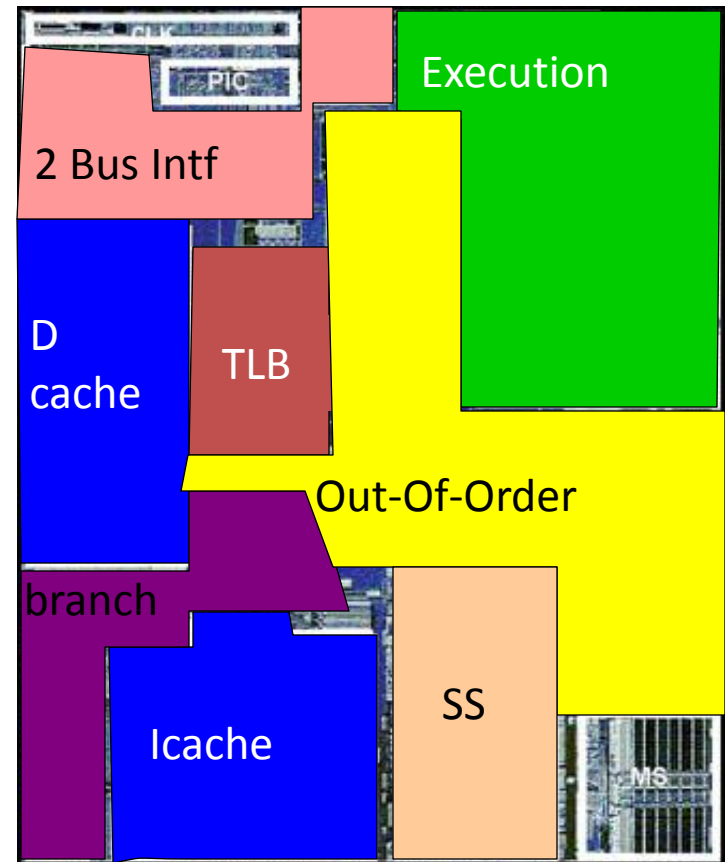 CLK
PIC
Execution
2 Bus Intf
D
cache
TLB
Out-Of-Order
branch
SS
Icache
MS